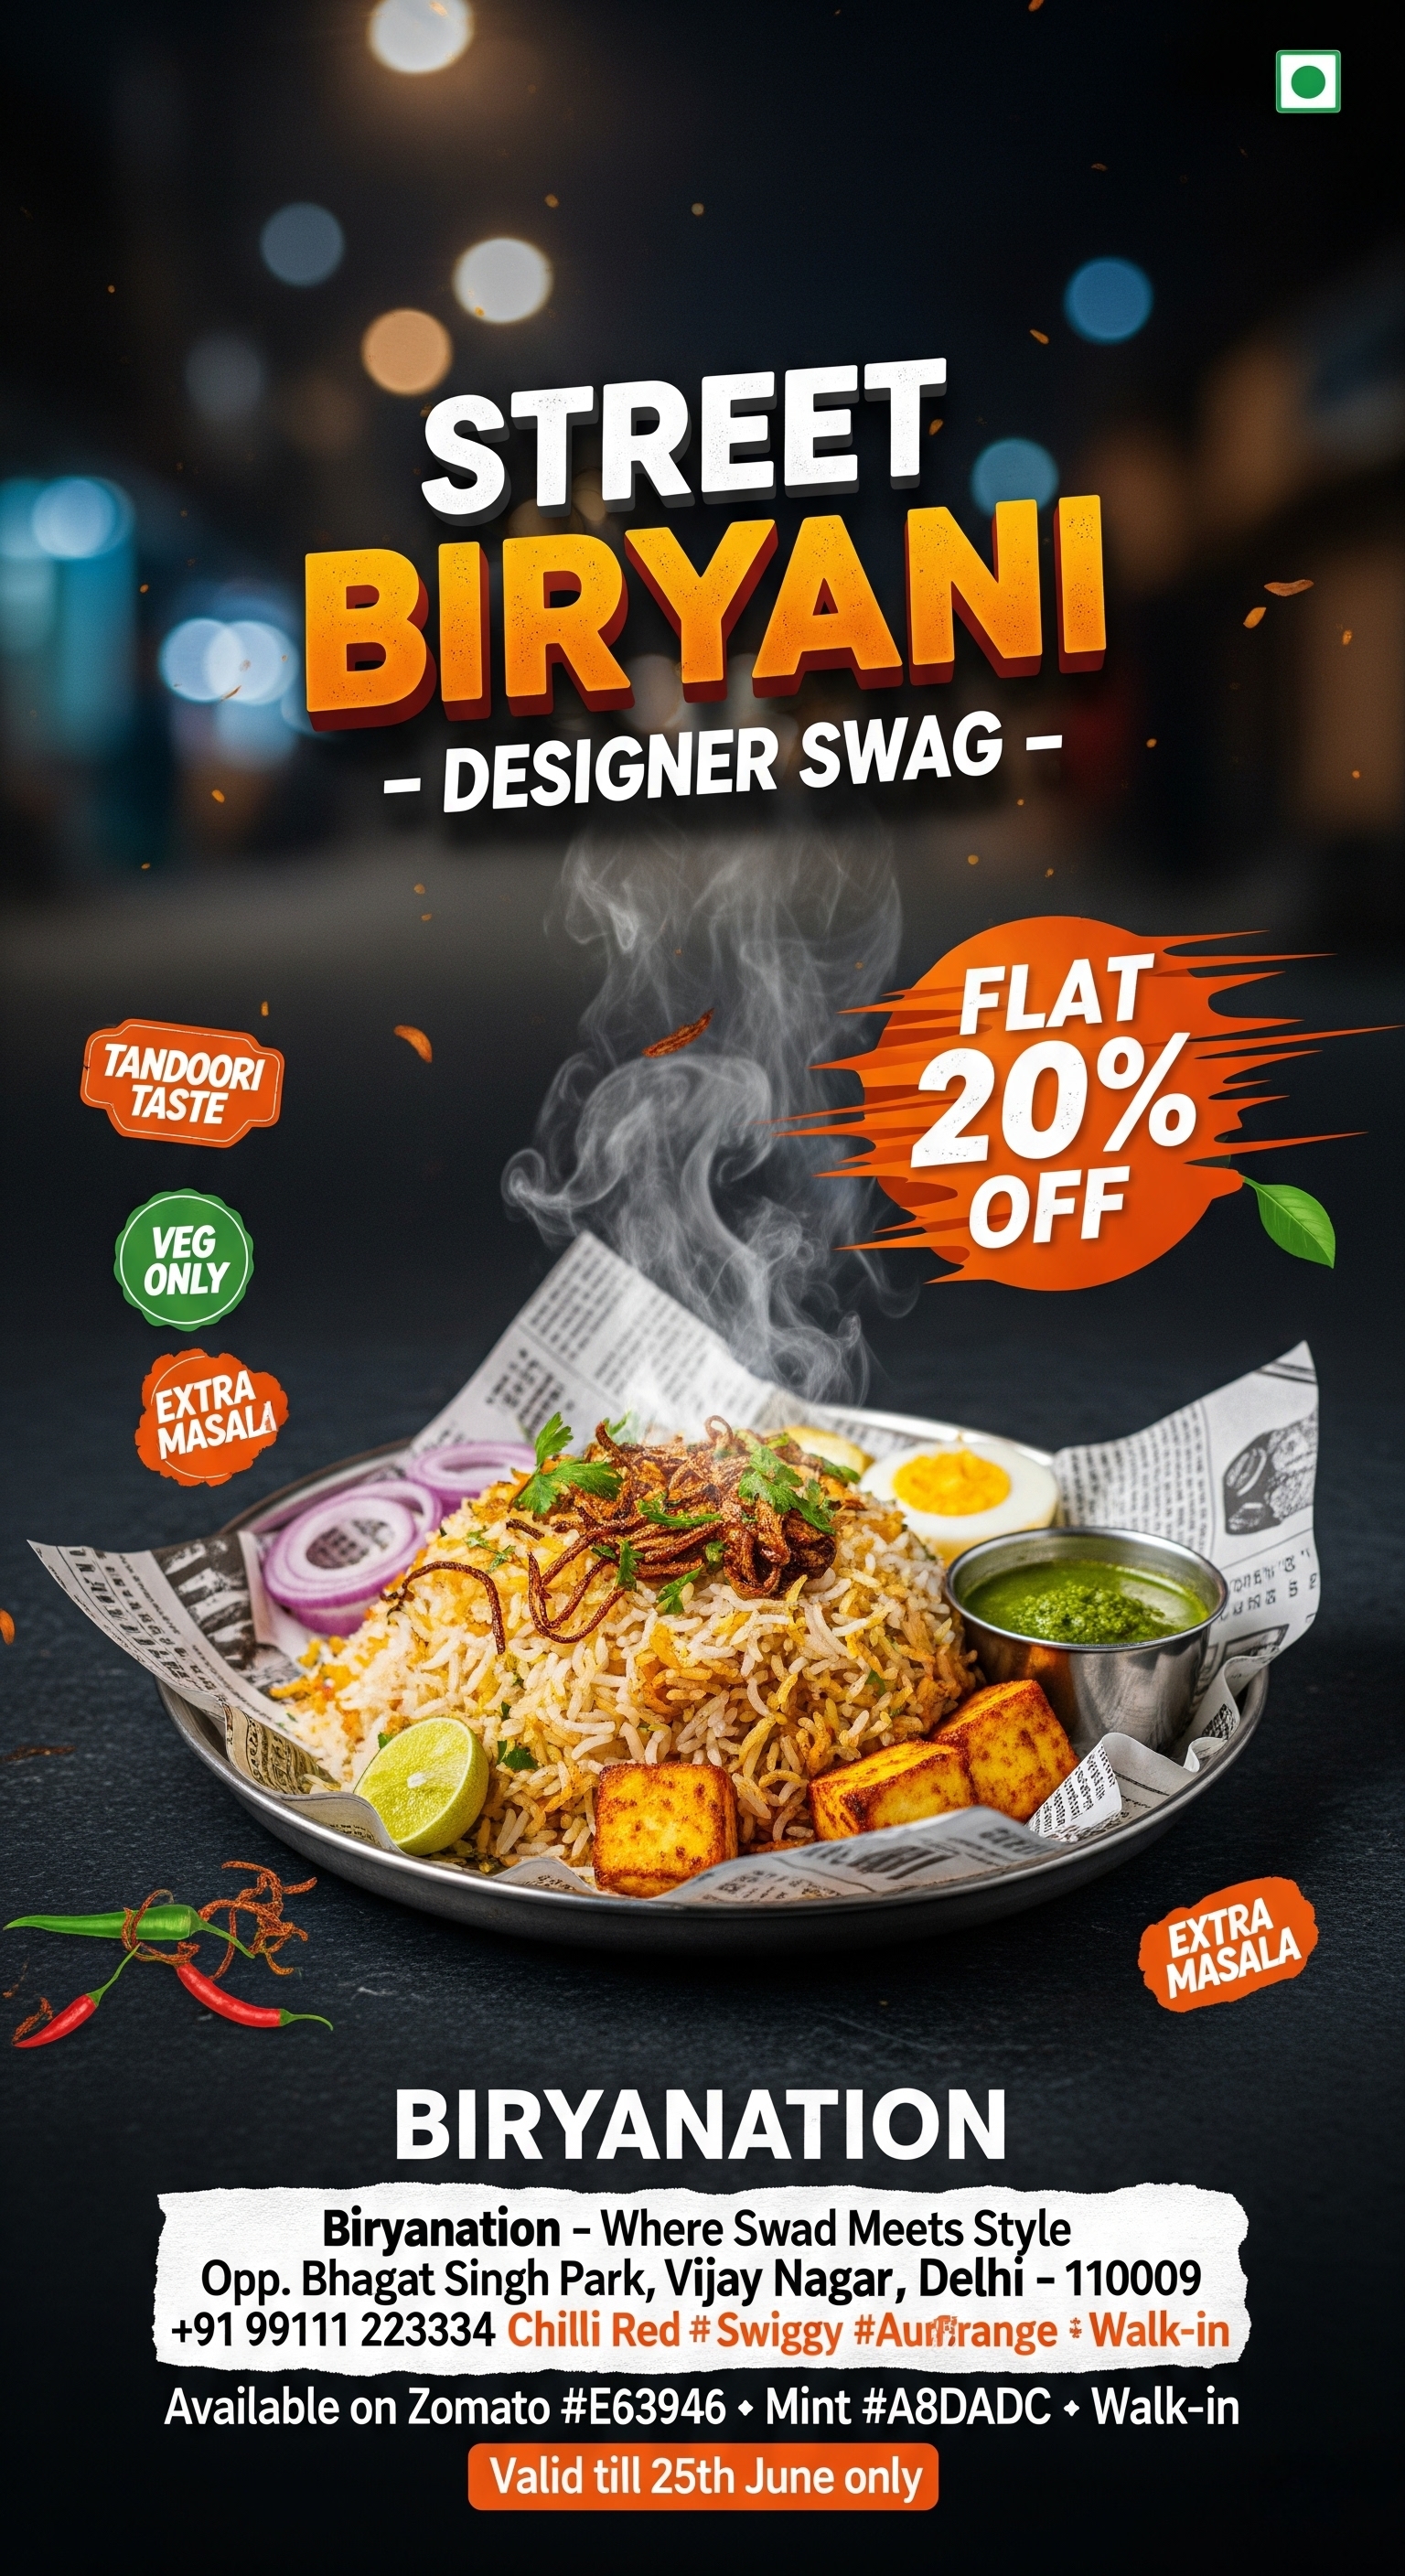 STREET
BIRYANI
– DESIGNER SWAG –
FLAT
20%
OFF
TANDOORI
TASTE
VEG
ONLY
EXTRA
MASALA
EXTRA
MASALA
BIRYANATION
Biryanation – Where Swad Meets Style
Opp. Bhagat Singh Park, Vijay Nagar, Delhi – 110009
+91 99111 223334 Chilli Red #Swiggy Walk-in
Available on Zomato #E63946 • Mint #A8DADC • Walk-in
Valid till 25th June only